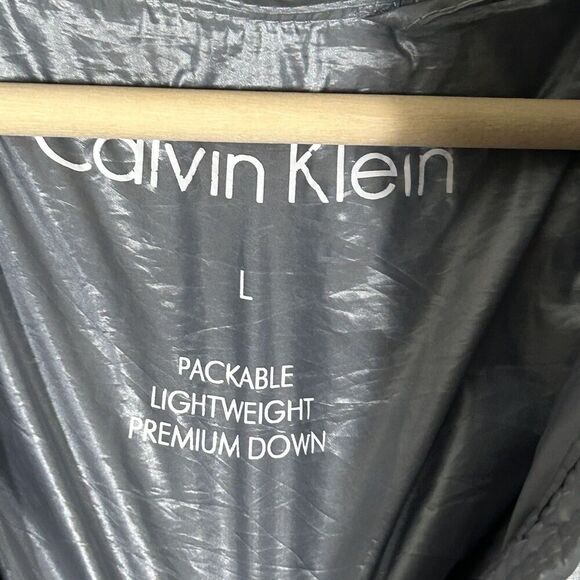 Calvin Klein
L
PACKABLE
LIGHTWEIGHT
PREMIUM DOWN